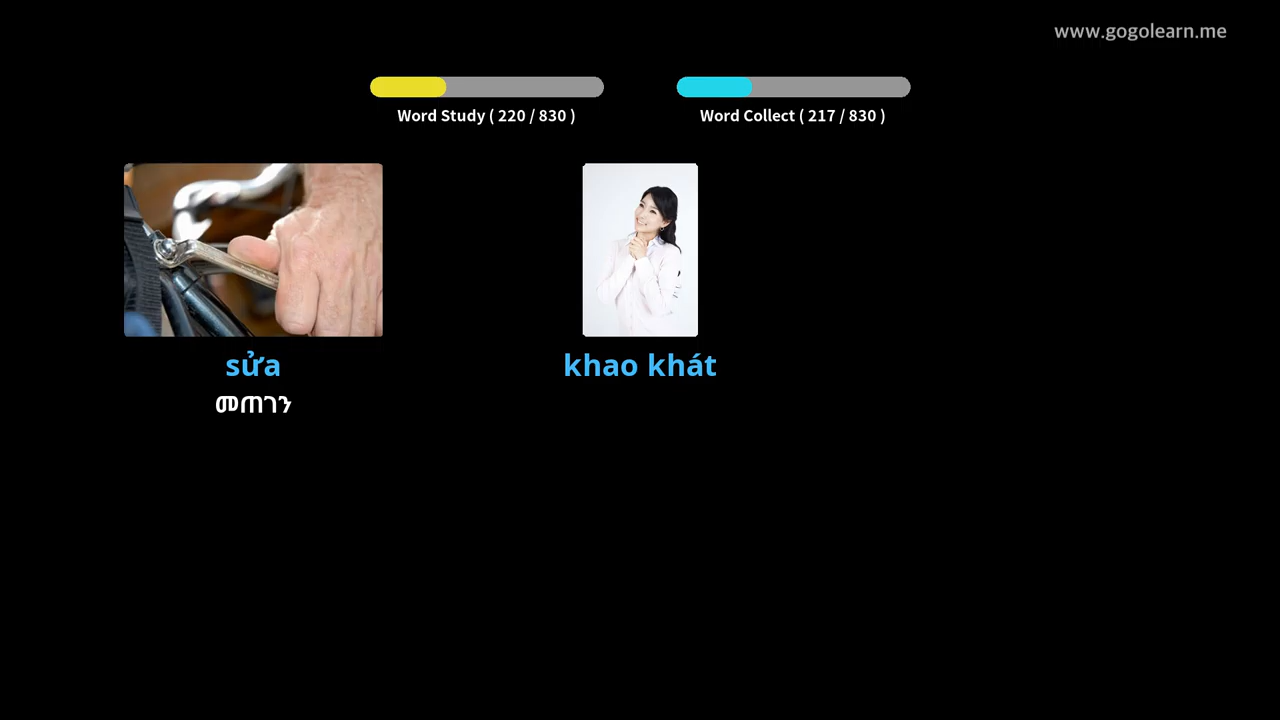 www.gogolearn.me
Word Study ( 220 / 830 )
Word Collect ( 217 / 830 )
sửa
khao khát
መጠገን